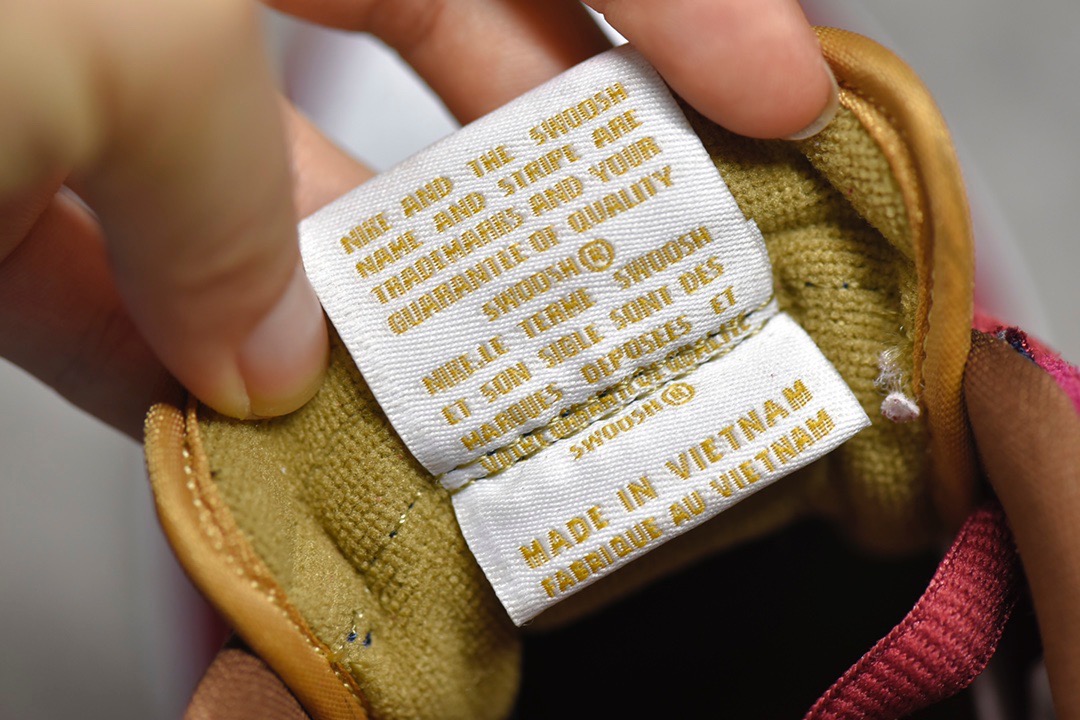 NIKE AND THE SWOOSH
NAME AND STRIPE ARE
TRADEMARKS AND YOUR
GUARANTEE OF QUALITY
SWOOSH®
LE TERME SWOOSH
ET SON SIGLE SONT DES
MARQUES DEPOSEES ET
SWOOSH®
MADE IN VIETNAM
FABRIQUE AU VIETNAM